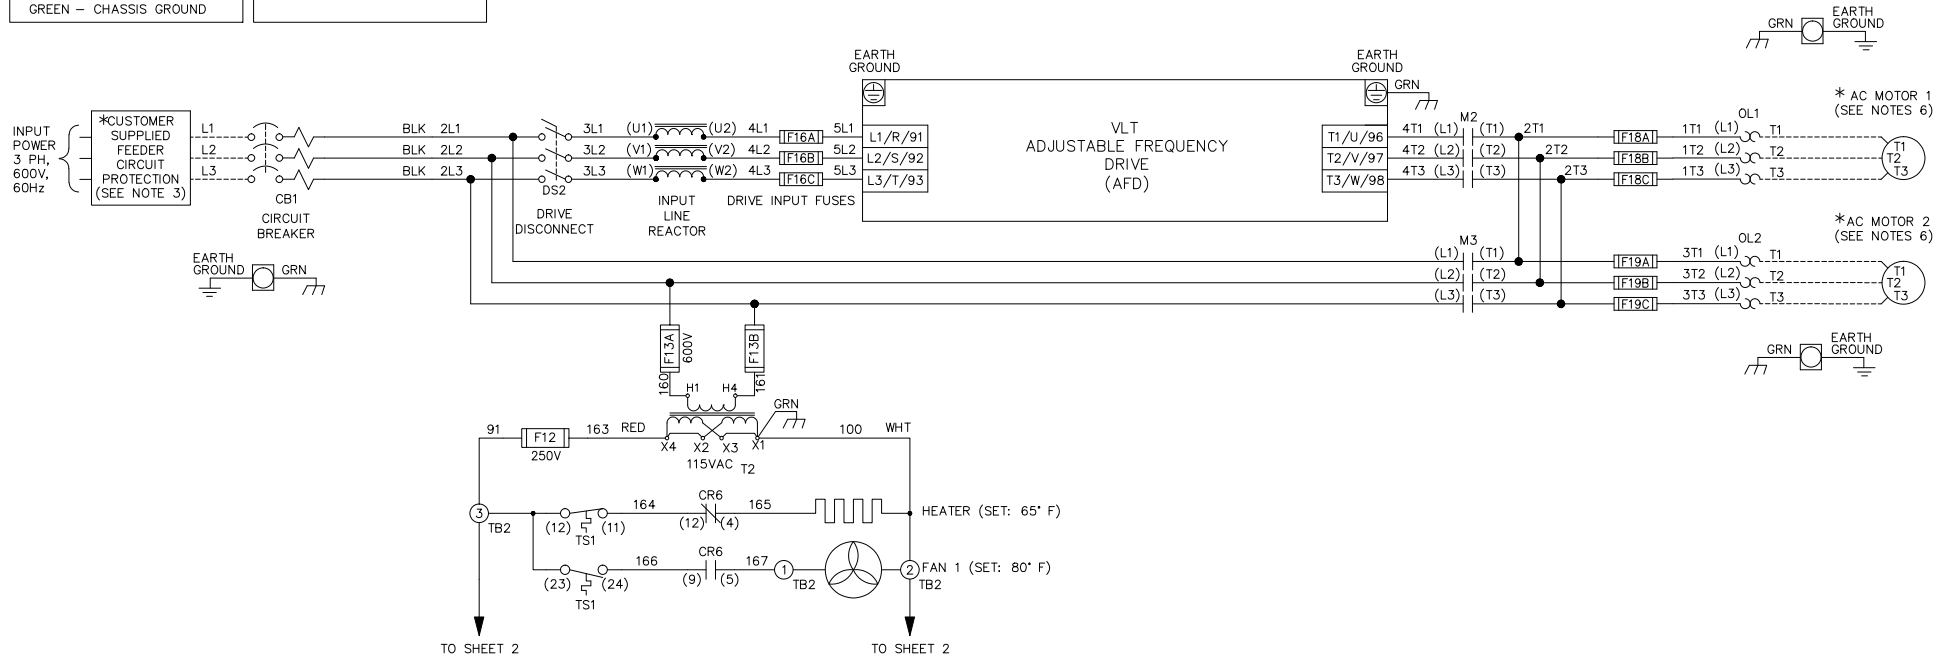 GREEN - CHASSIS GROUND
GRN
EARTH
GROUND
EARTH
GROUND
EARTH
GROUND
GRN
INPUT
POWER
3 PH,
600V,
60Hz
*CUSTOMER
SUPPLIED
FEEDER
CIRCUIT
PROTECTION
(SEE NOTE 3)
L1
L2
L3
CB1
CIRCUIT
BREAKER
BLK 2L1
BLK 2L2
BLK 2L3
DS2
DRIVE
DISCONNECT
3L1
3L2
3L3
(U1) (U2)
(V1) (V2)
(W1) (W2)
INPUT
LINE
REACTOR
4L1
4L2
4L3
F16A
F16B
F16C
5L1
5L2
5L3
DRIVE INPUT FUSES
L1/R/91
L2/S/92
L3/T/93
VLT
ADJUSTABLE FREQUENCY
DRIVE
(AFD)
T1/U/96
T2/V/97
T3/W/98
4T1 (L1)
4T2 (L2)
4T3 (L3)
M2
(T1)
(T2)
(T3)
2T1
2T2
2T3
F18A
F18B
F18C
1T1 (L1)
1T2 (L2)
1T3 (L3)
OL1
T1
T2
T3
* AC MOTOR 1
(SEE NOTES 6)
T1
T2
T3
EARTH
GROUND
GRN
M3
(L1) (T1)
(L2) (T2)
(L3) (T3)
F19A
F19B
F19C
3T1 (L1)
3T2 (L2)
3T3 (L3)
OL2
T1
T2
T3
*AC MOTOR 2
(SEE NOTES 6)
T1
T2
T3
GRN
EARTH
GROUND
F13A
600V
F13B
160
161
H1 H4
GRN
91
F12
250V
163 RED
X4 X2 X3 X1
115VAC T2
100 WHT
3
TB2
(12) (11)
TS1
164
CR6
(12) (4)
165
HEATER (SET: 65° F)
(23) (24)
TS1
166
CR6
(9) (5)
167
1
TB2
2
TB2
FAN 1 (SET: 80° F)
TO SHEET 2
TO SHEET 2